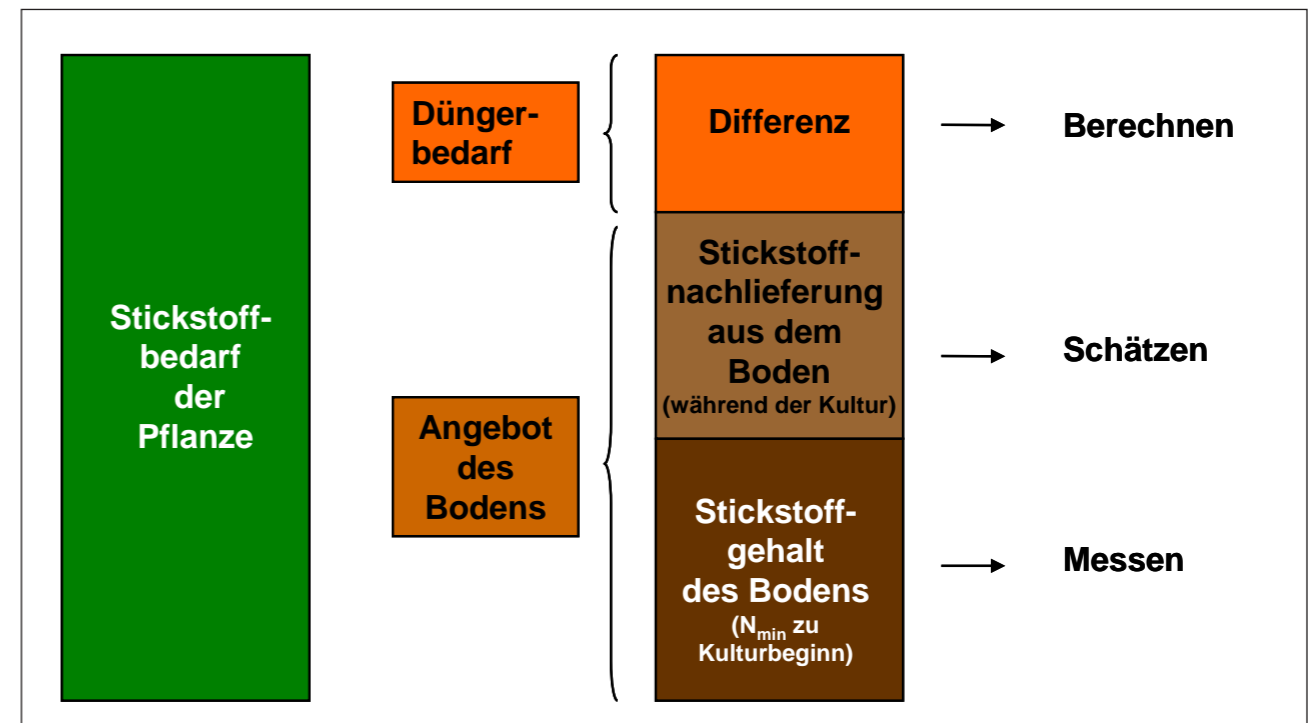 Stickstoff-
bedarf
der
Pflanze
Dünger-
bedarf
Angebot
des
Bodens
Differenz
Stickstoff-
nachlieferung
aus dem
Boden
(während der Kultur)
Stickstoff-
gehalt
des Bodens
(Nmin zu
Kulturbeginn)
Berechnen
Schätzen
Messen